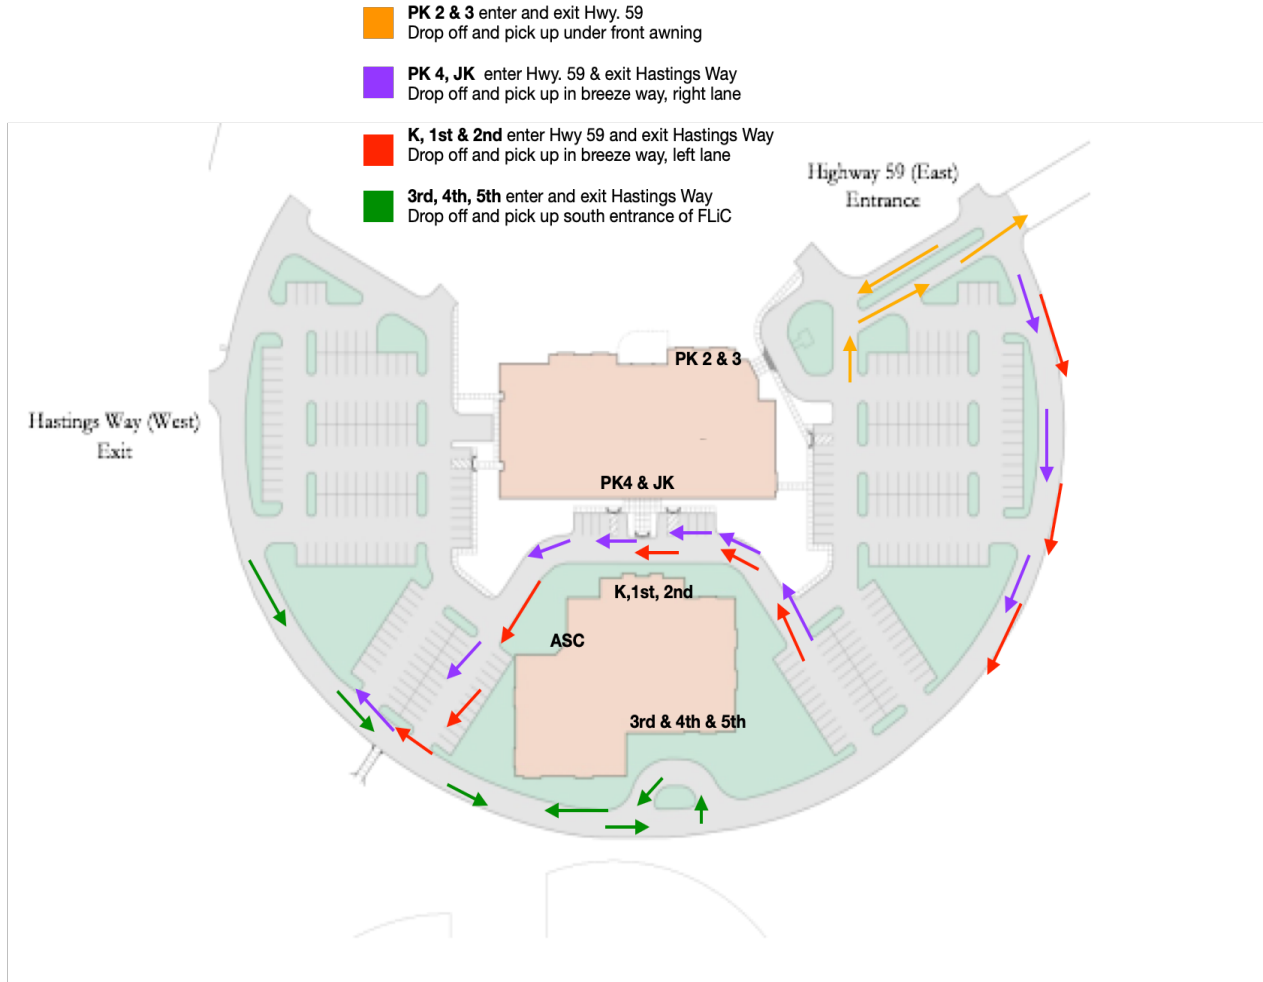 PK 2 & 3 enter and exit Hwy. 59
Drop off and pick up under front awning
PK 4, JK  enter Hwy. 59 & exit Hastings Way
Drop off and pick up in breeze way, right lane
K, 1st & 2nd enter Hwy 59 and exit Hastings Way
Drop off and pick up in breeze way, left lane
3rd, 4th, 5th enter and exit Hastings Way
Drop off and pick up south entrance of FLiC
Highway 59 (East)
Entrance
PK 2 & 3
Hastings Way (West)
Exit
PK4 & JK
K,1st, 2nd
ASC
3rd & 4th & 5th